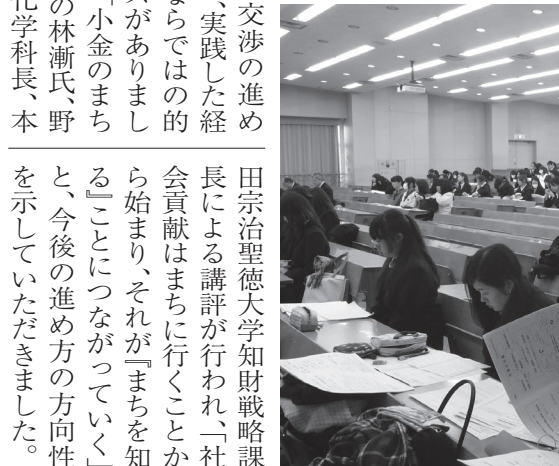 交渉の進め
、実践した経
ならではの的
スがありまし
「小金のまち
の林漸氏、野
化学科長、本
田宗治聖徳大学知財戦略課
長による講評が行われ、「社
会貢献はまちに行くことか
ら始まり、それが『まちを知
る』ことにつながっていく」
と、今後の進め方の方向性
を示していただきました。